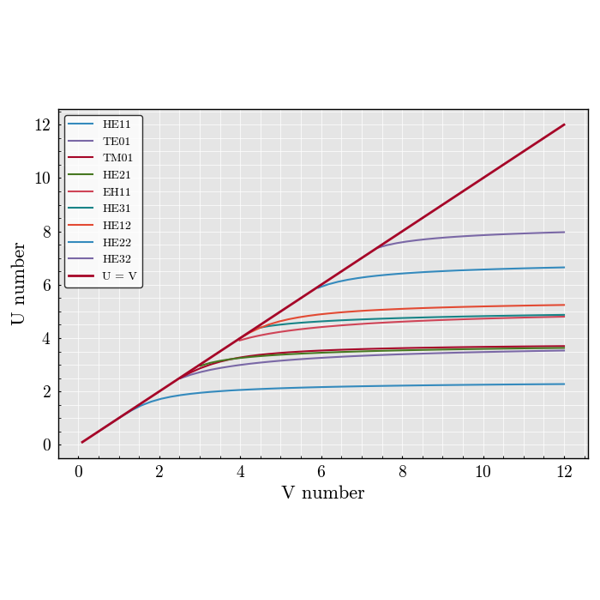 12
10
8
6
4
2
0
U number
HE11
TE01
TM01
HE21
EH11
HE31
HE12
HE22
HE32
U = V
0 2 4 6 8 10 12
V number